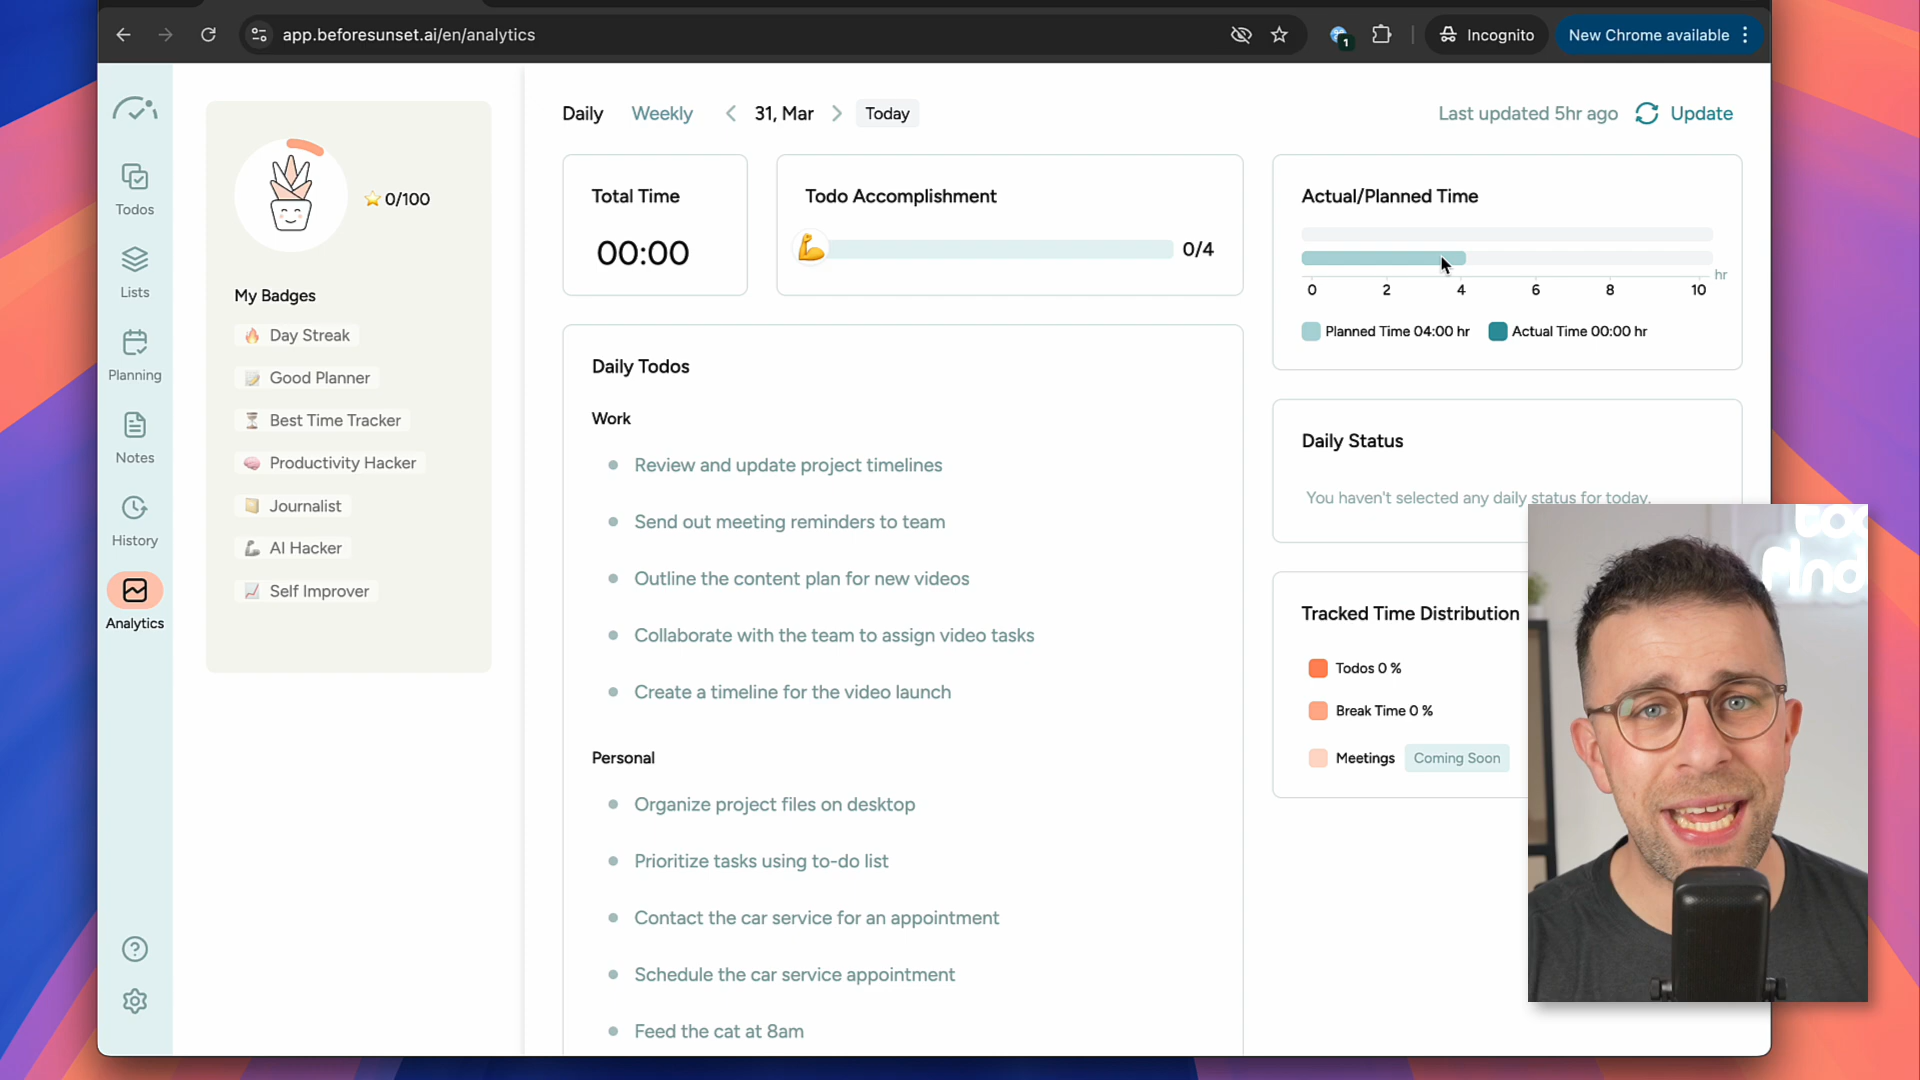 app.beforesunset.ai/en/analytics
1
Incognito
New Chrome available
Todos
Lists
Planning
Notes
History
Analytics
0/100
My Badges
Day Streak
Good Planner
Best Time Tracker
Productivity Hacker
Journalist
AI Hacker
Self Improver
Daily Weekly 31, Mar Today
Last updated 5hr ago Update
Total Time
00:00
Todo Accomplishment
0/4
Daily Todos
Work
Review and update project timelines
Send out meeting reminders to team
Outline the content plan for new videos
Collaborate with the team to assign video tasks
Create a timeline for the video launch
Personal
Organize project files on desktop
Prioritize tasks using to-do list
Contact the car service for an appointment
Schedule the car service appointment
Feed the cat at 8am
Actual/Planned Time
hr
0 2 4 6 8 10
Planned Time 04:00 hr Actual Time 00:00 hr
Daily Status
You haven't selected any daily status for today.
Tracked Time Distribution
Todos 0 %
Break Time 0 %
Meetings Coming Soon